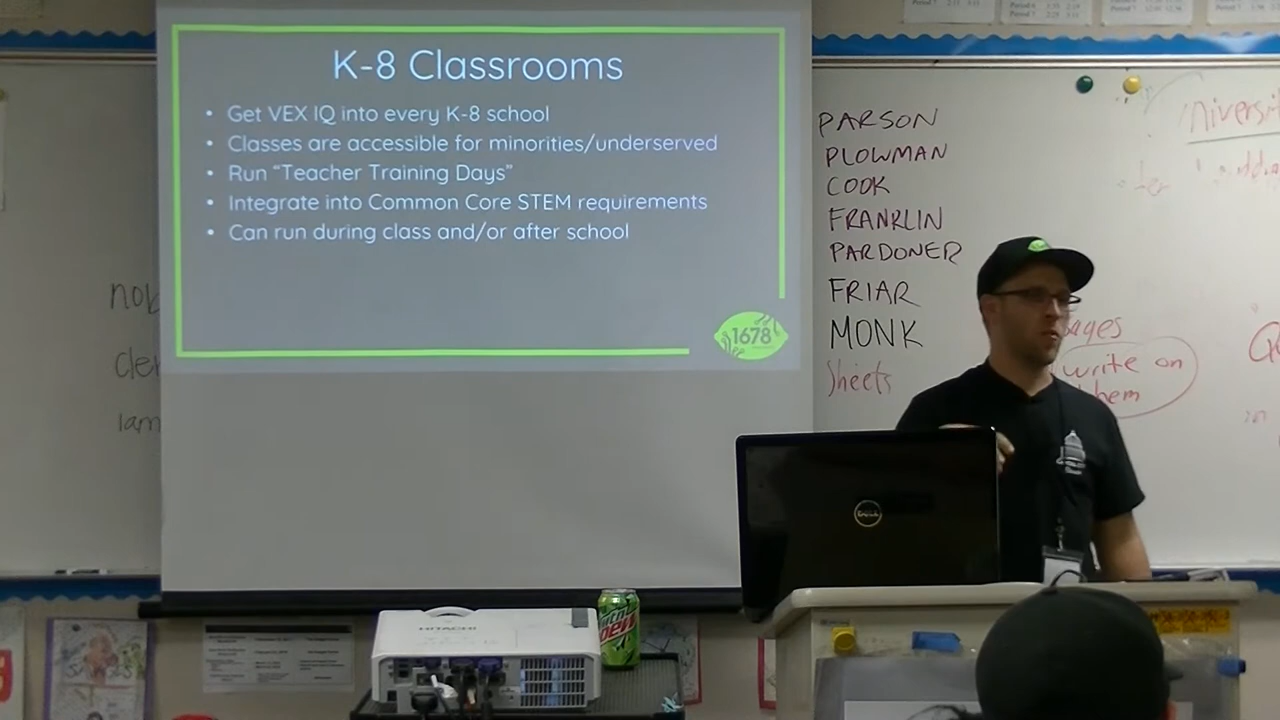 K-8 Classrooms
• Get VEX IQ into every K-8 school
• Classes are accessible for minorities/underserved
• Run “Teacher Training Days”
• Integrate into Common Core STEM requirements
• Can run during class and/or after school
1678
PARSON
PLOWMAN
COOK
FRANKLIN
PARDONER
FRIAR
MONK
Sheets
write on
them
DELL
HITACHI
DEW